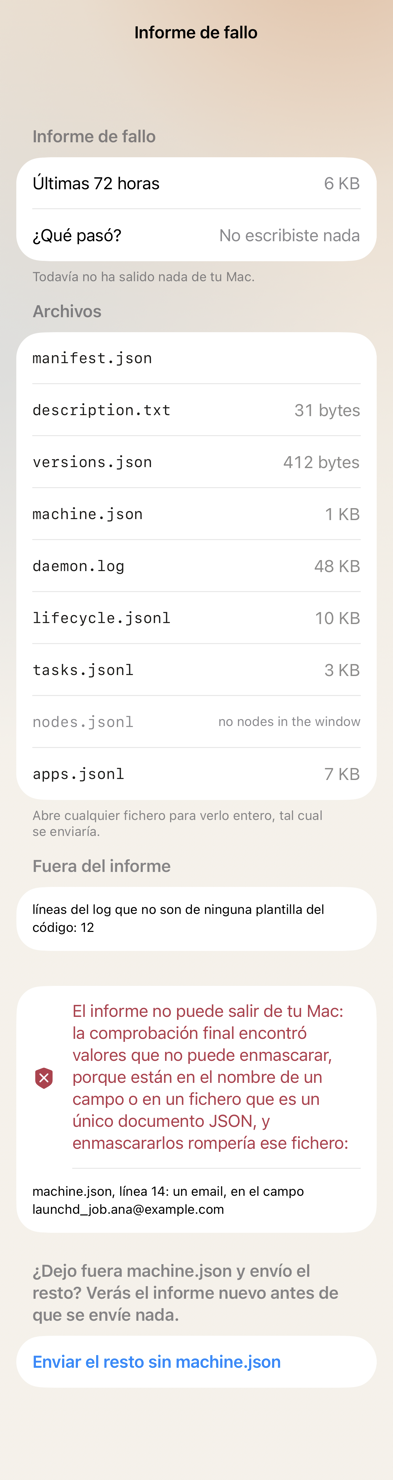 Informe de fallo
Informe de fallo
Últimas 72 horas 6 KB
¿Qué pasó? No escribiste nada
Todavía no ha salido nada de tu Mac.
Archivos
manifest.json
description.txt 31 bytes
versions.json 412 bytes
machine.json 1 KB
daemon.log 48 KB
lifecycle.jsonl 10 KB
tasks.jsonl 3 KB
nodes.jsonl no nodes in the window
apps.jsonl 7 KB
Abre cualquier fichero para verlo entero, tal cual
se enviaría.
Fuera del informe
líneas del log que no son de ninguna plantilla del
código: 12
El informe no puede salir de tu Mac:
la comprobación final encontró
valores que no puede enmascarar,
porque están en el nombre de un
campo o en un fichero que es un
único documento JSON, y
enmascararlos rompería ese fichero:
machine.json, línea 14: un email, en el campo
launchd_job.ana@example.com
¿Dejo fuera machine.json y envío el
resto? Verás el informe nuevo antes de
que se envíe nada.
Enviar el resto sin machine.json